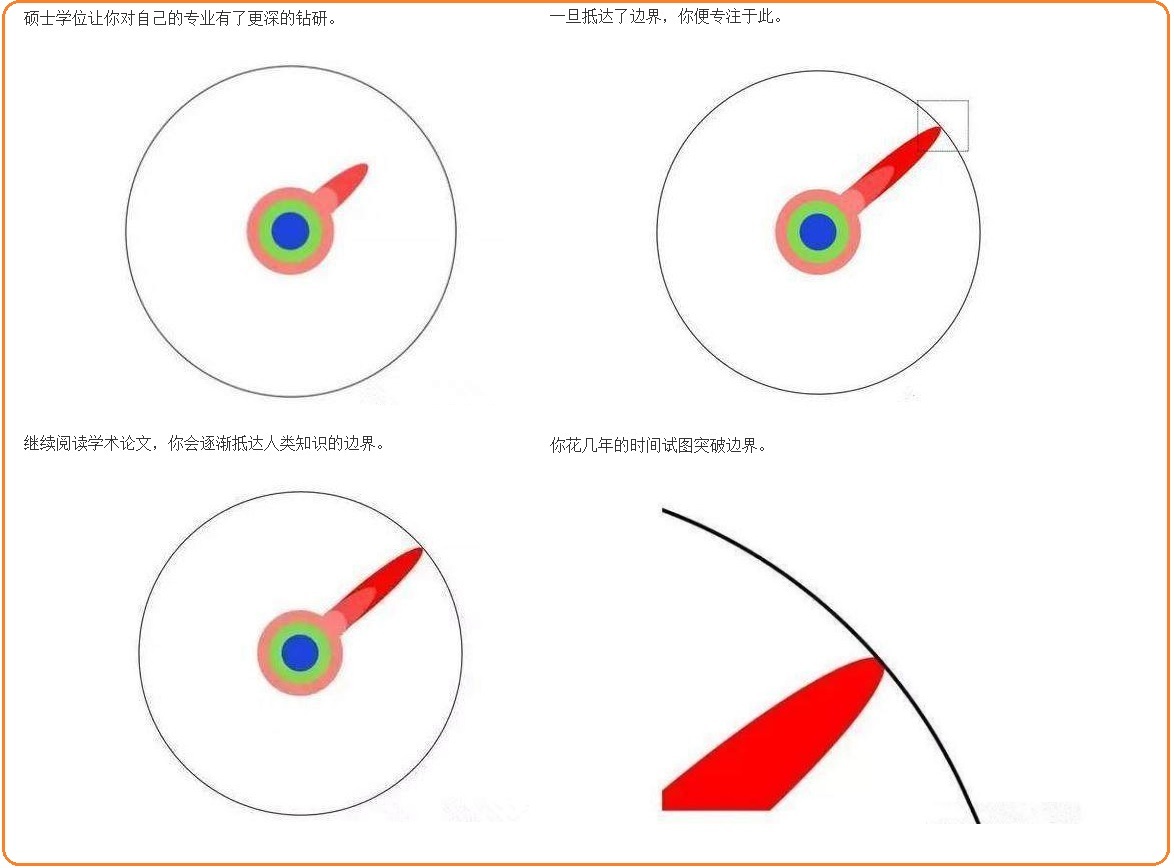 硕士学位让你对自己的专业有了更深的钻研。
一旦抵达了边界，你便专注于此。
继续阅读学术论文，你会逐渐抵达人类知识的边界。
你花几年的时间试图突破边界。